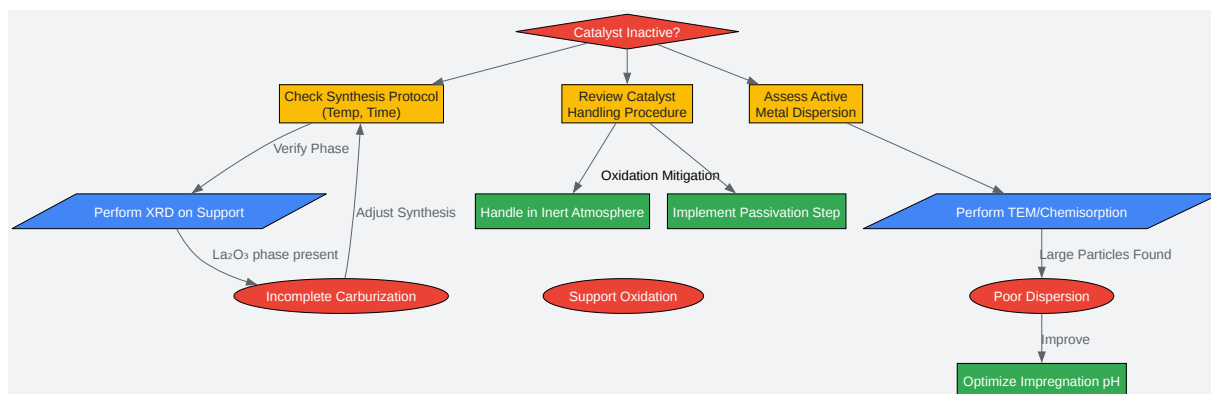 Catalyst Inactive?
Check Synthesis Protocol
(Temp, Time)
Review Catalyst
Handling Procedure
Assess Active
Metal Dispersion
Verify Phase
Oxidation Mitigation
Perform XRD on Support
Adjust Synthesis
Handle in Inert Atmosphere
Implement Passivation Step
Perform TEM/Chemisorption
La₂O₃ phase present
Large Particles Found
Incomplete Carburization
Support Oxidation
Poor Dispersion
Improve
Optimize Impregnation pH